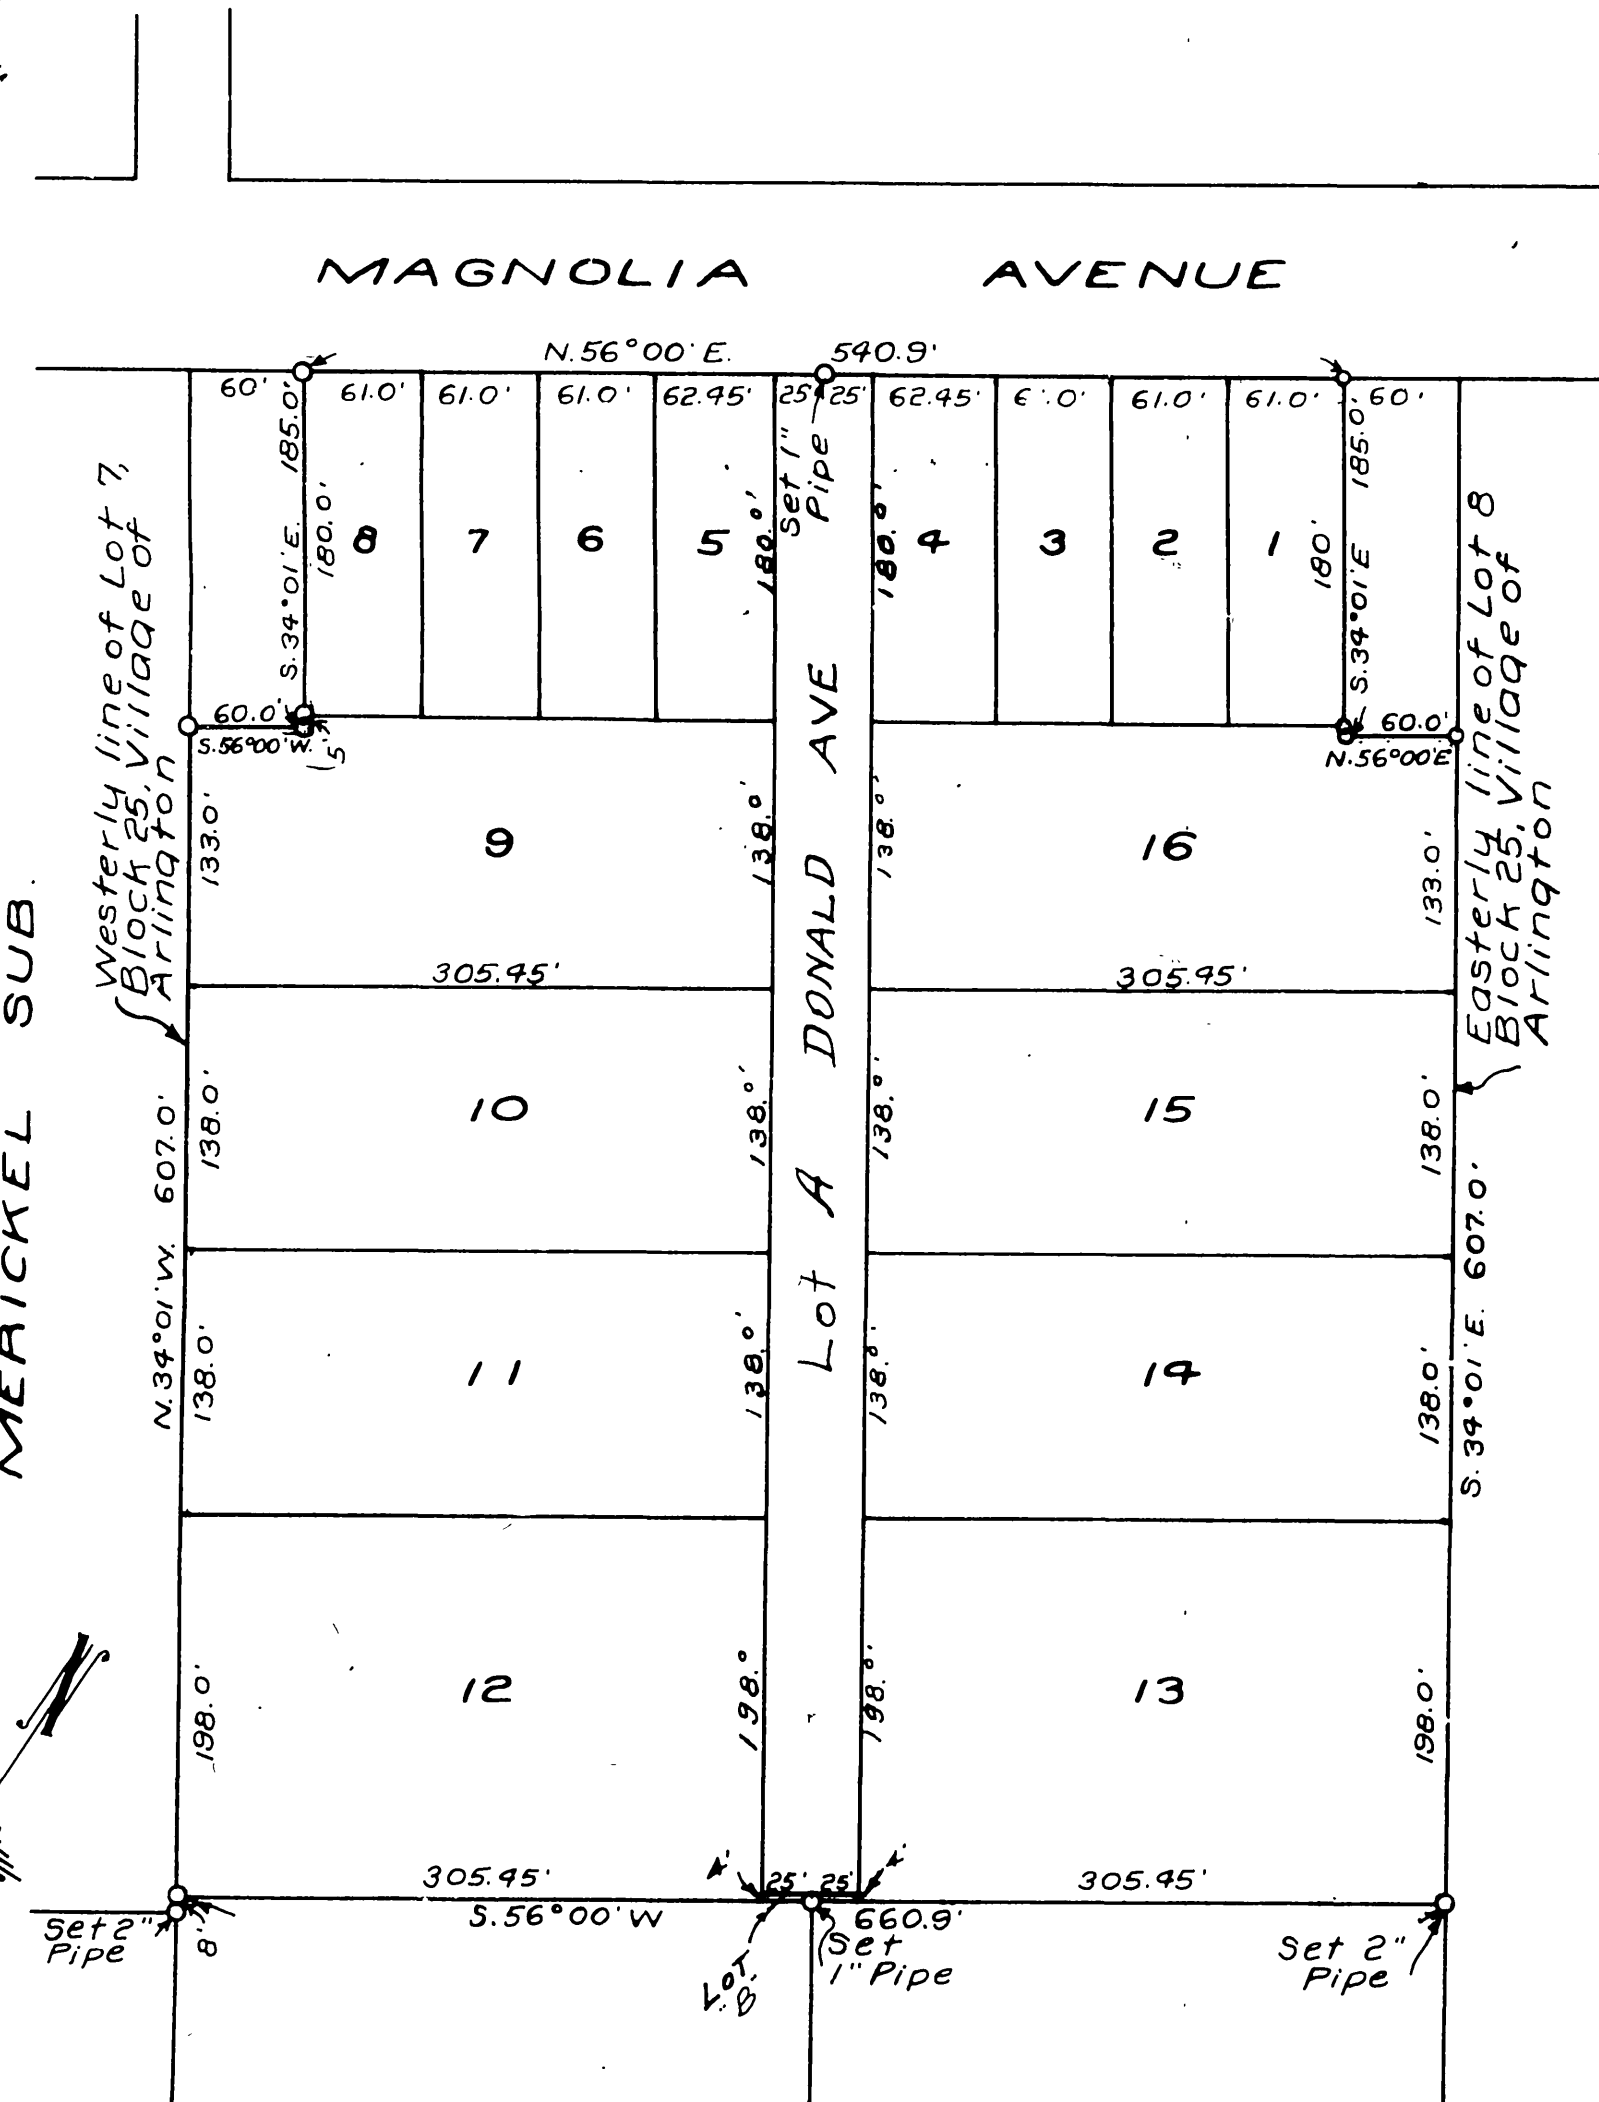 MAGNOLIA AVENUE
N.56°00'E. 540.9'
60' 61.0' 61.0' 61.0' 62.45' 25' 25' 62.45' 61.0' 61.0' 60'
185.0'
S.34°01'E.
180.0'
8 7 6 5
180.0'
Set 1"
Pipe
180.0'
4 3 2 1
180'
185.0'
S.34°01'E
Westerly line of Lot 7,
Block 25, Village of
Arlington
Easterly line of Lot 8
Block 25, Village of
Arlington
60.0'
S.56°00'W.
5'
60.0'
N.56°00'E
133.0' 9 138.0' 138.0' 16 133.0'
305.45' 305.45'
138.0' 10 138.0' 138.0' 15 138.0'
N.34°01'W. 607.0'
S.34°01'E. 607.0'
138.0' 11 138.0' 138.0' 14 138.0'
Lot A DONALD AVE
MERICKEL SUB.
198.0' 12 198.0 198.0' 13 198.0'
305.45' 25' 25' 305.45'
S.56°00'W 660.9'
Set 2"
Pipe
8'
LOT
B
Set
1" Pipe
Set 2"
Pipe